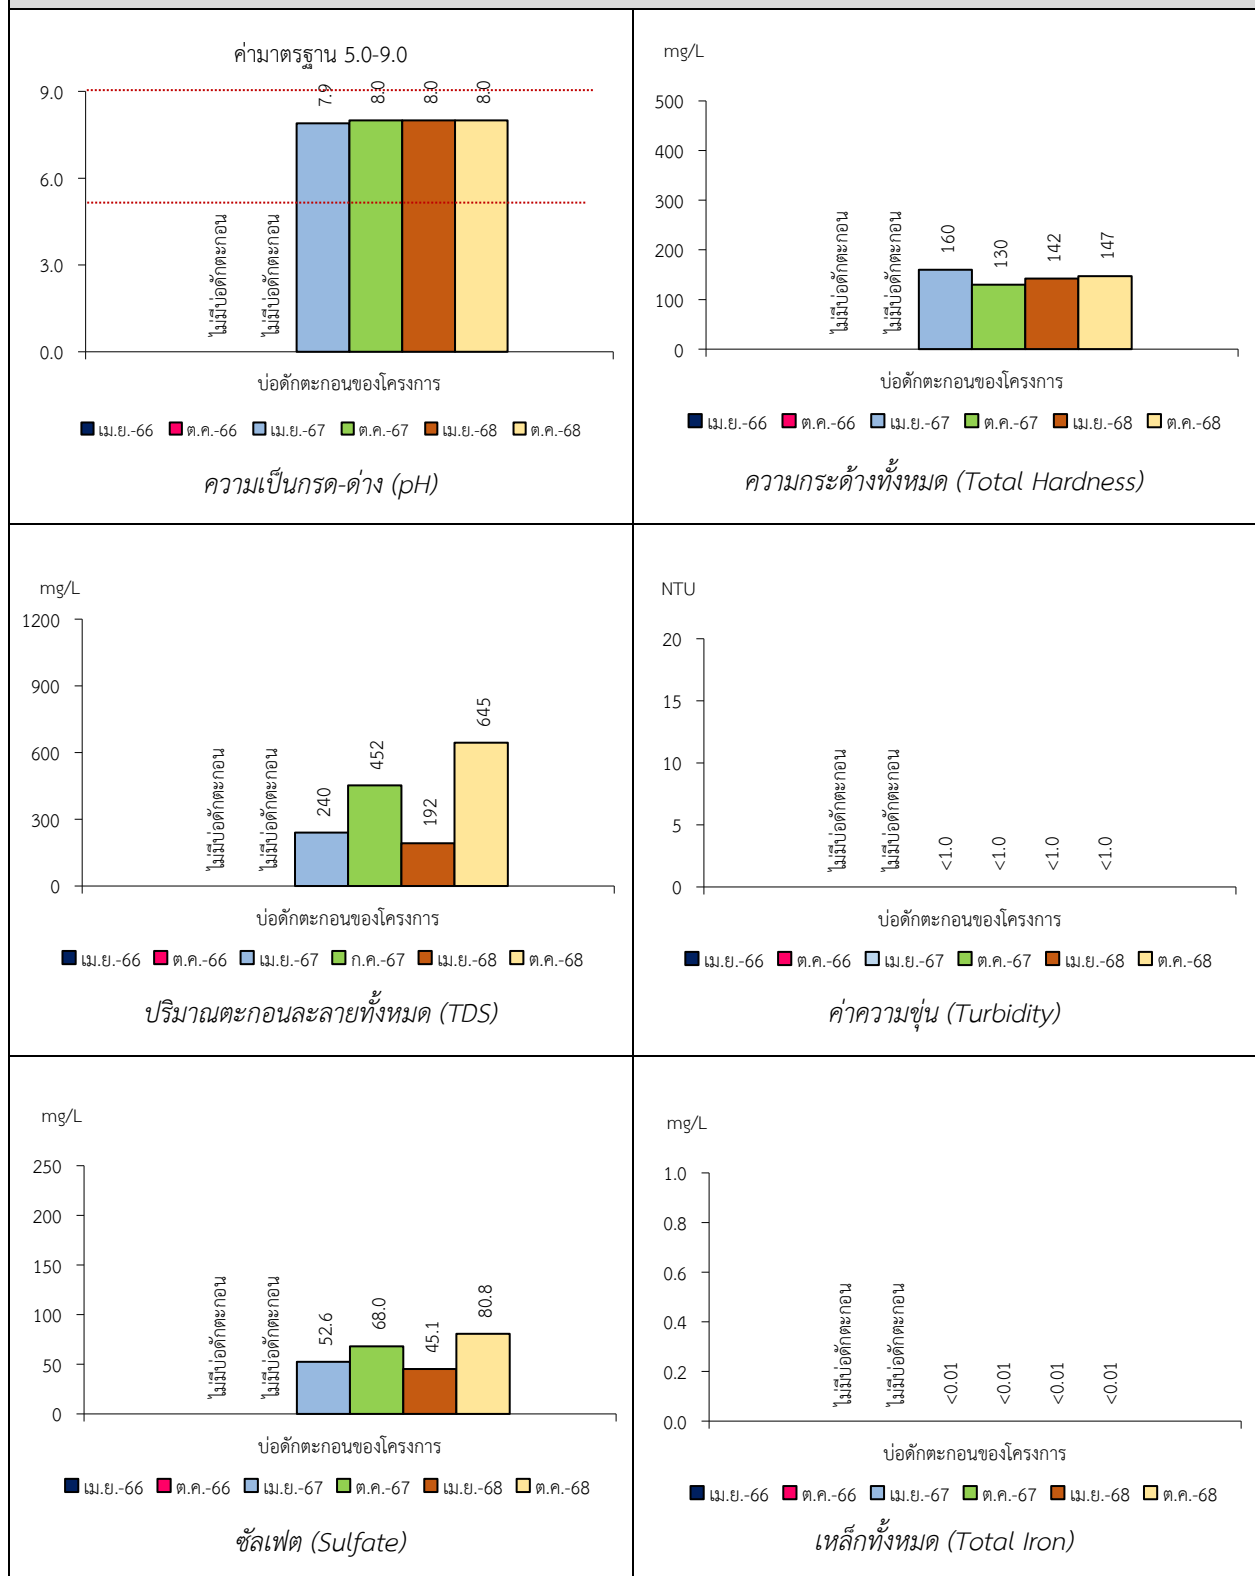 ค่ามาตรฐาน 5.0-9.0
9.0
6.0
3.0
0.0
ไม่มีบ่อดักตะกอน
ไม่มีบ่อดักตะกอน
7.9
8.0
8.0
8.0
บ่อดักตะกอนของโครงการ
เม.ย.-66 ต.ค.-66 เม.ย.-67 ต.ค.-67 เม.ย.-68 ต.ค.-68
ความเป็นกรด-ด่าง (pH)
mg/L
500
400
300
200
100
0
ไม่มีบ่อดักตะกอน
ไม่มีบ่อดักตะกอน
160
130
142
147
บ่อดักตะกอนของโครงการ
เม.ย.-66 ต.ค.-66 เม.ย.-67 ต.ค.-67 เม.ย.-68 ต.ค.-68
ความกระด้างทั้งหมด (Total Hardness)
mg/L
1200
900
600
300
0
ไม่มีบ่อดักตะกอน
ไม่มีบ่อดักตะกอน
240
452
192
645
บ่อดักตะกอนของโครงการ
เม.ย.-66 ต.ค.-66 เม.ย.-67 ก.ค.-67 เม.ย.-68 ต.ค.-68
ปริมาณตะกอนละลายทั้งหมด (TDS)
NTU
20
15
10
5
0
ไม่มีบ่อดักตะกอน
ไม่มีบ่อดักตะกอน
<1.0
<1.0
<1.0
<1.0
บ่อดักตะกอนของโครงการ
เม.ย.-66 ต.ค.-66 เม.ย.-67 ต.ค.-67 เม.ย.-68 ต.ค.-68
ค่าความขุ่น (Turbidity)
mg/L
250
200
150
100
50
0
ไม่มีบ่อดักตะกอน
ไม่มีบ่อดักตะกอน
52.6
68.0
45.1
80.8
บ่อดักตะกอนของโครงการ
เม.ย.-66 ต.ค.-66 เม.ย.-67 ต.ค.-67 เม.ย.-68 ต.ค.-68
ซัลเฟต (Sulfate)
mg/L
1.0
0.8
0.6
0.4
0.2
0.0
ไม่มีบ่อดักตะกอน
ไม่มีบ่อดักตะกอน
<0.01
<0.01
<0.01
<0.01
บ่อดักตะกอนของโครงการ
เม.ย.-66 ต.ค.-66 เม.ย.-67 ต.ค.-67 เม.ย.-68 ต.ค.-68
เหล็กทั้งหมด (Total Iron)